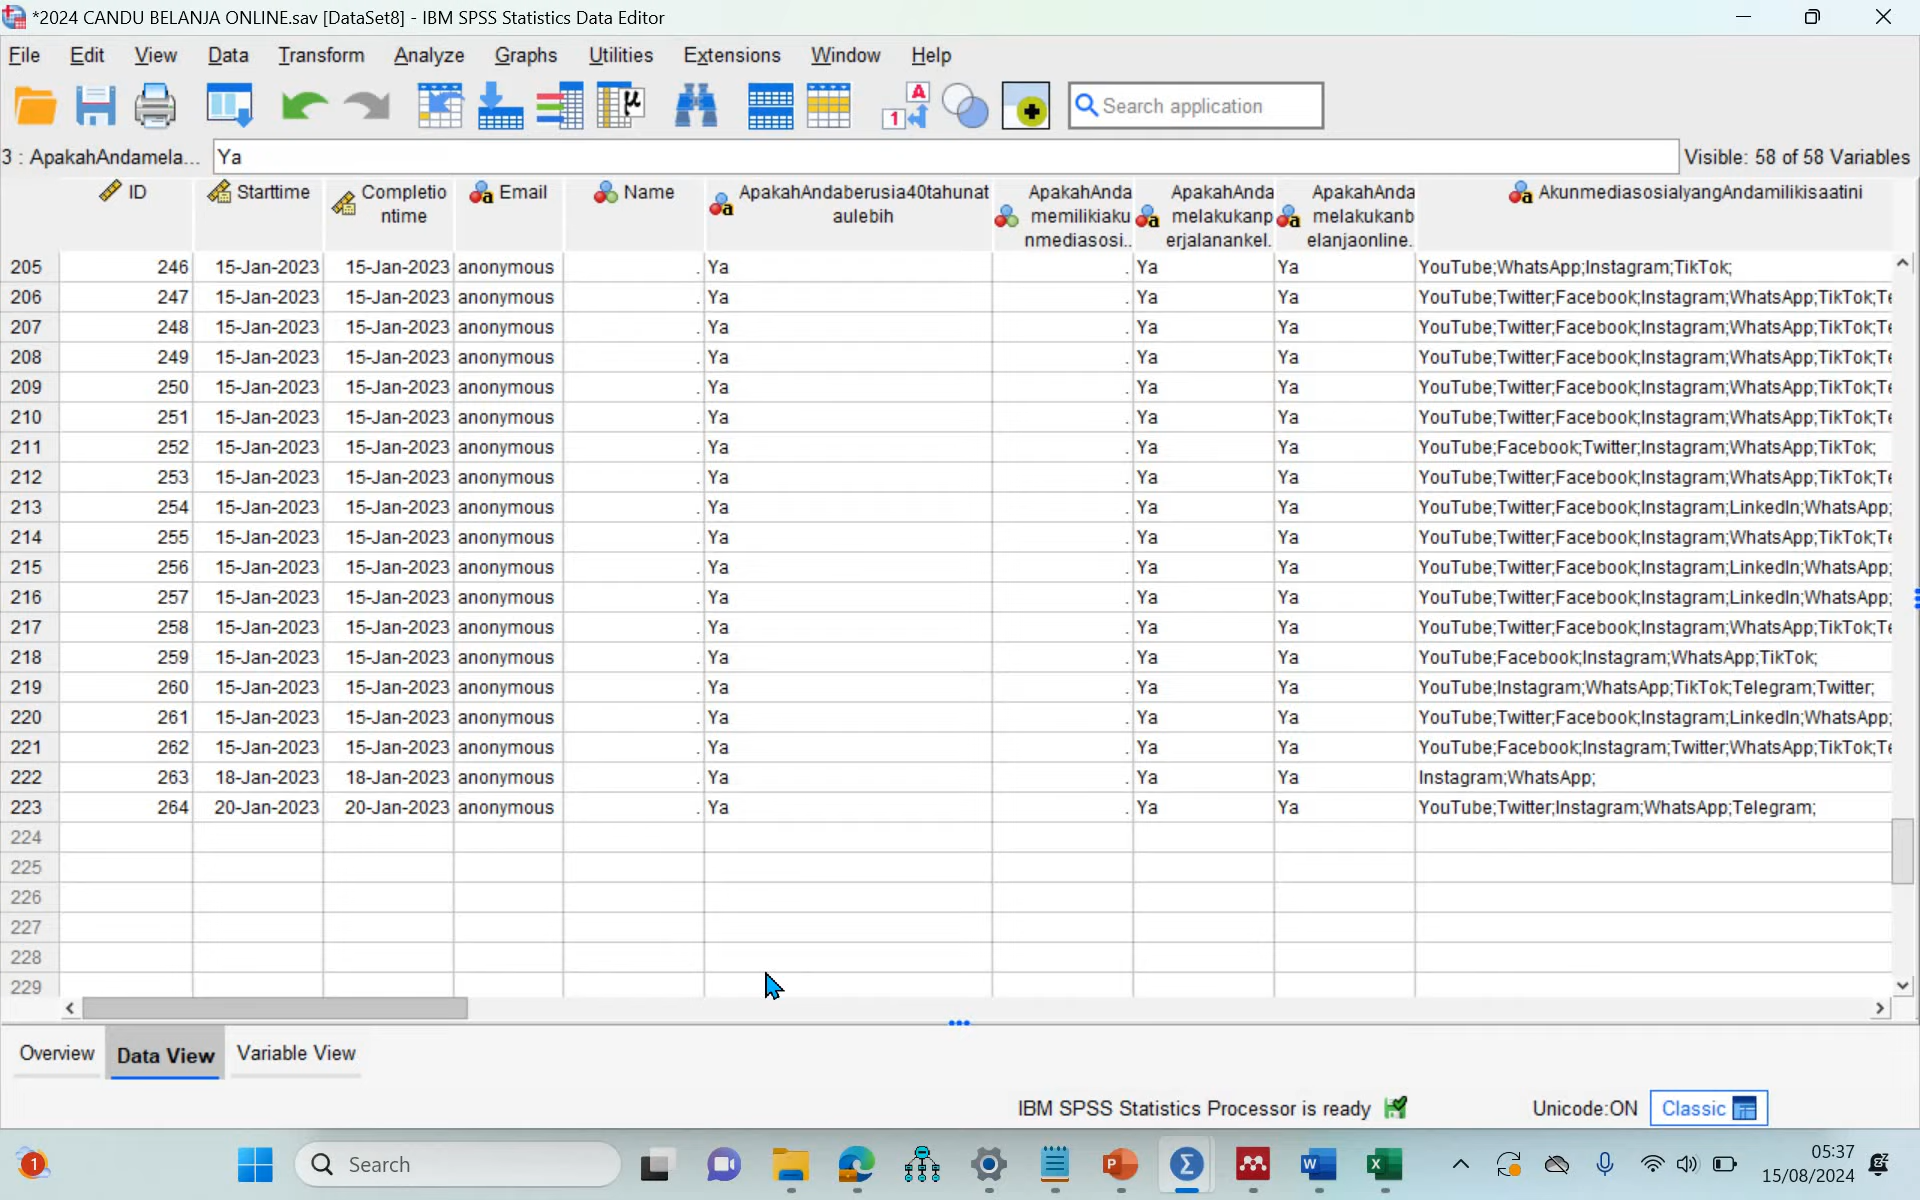 *2024 CANDU BELANJA ONLINE.sav [DataSet8] - IBM SPSS Statistics Data Editor
File Edit View Data Transform Analyze Graphs Utilities Extensions Window Help
Search application
3 : ApakahAndamela... Ya Visible: 58 of 58 Variables
ID Starttime Completio ntime Email Name ApakahAndaberusia40tahunat aulebih ApakahAnda memilikiaku nmediasosi.. ApakahAnda melakukanp erjalanankel. ApakahAnda melakukanb elanjaonline. AkunmediasosialyangAndamilikisaatini
205 246 15-Jan-2023 15-Jan-2023 anonymous . Ya . Ya Ya YouTube;WhatsApp;Instagram;TikTok;
206 247 15-Jan-2023 15-Jan-2023 anonymous . Ya . Ya Ya YouTube;Twitter;Facebook;Instagram;WhatsApp;TikTok;Te
207 248 15-Jan-2023 15-Jan-2023 anonymous . Ya . Ya Ya YouTube;Twitter;Facebook;Instagram;WhatsApp;TikTok;Te
208 249 15-Jan-2023 15-Jan-2023 anonymous . Ya . Ya Ya YouTube;Twitter;Facebook;Instagram;WhatsApp;TikTok;Te
209 250 15-Jan-2023 15-Jan-2023 anonymous . Ya . Ya Ya YouTube;Twitter;Facebook;Instagram;WhatsApp;TikTok;Te
210 251 15-Jan-2023 15-Jan-2023 anonymous . Ya . Ya Ya YouTube;Twitter;Facebook;Instagram;WhatsApp;TikTok;Te
211 252 15-Jan-2023 15-Jan-2023 anonymous . Ya . Ya Ya YouTube;Facebook;Twitter;Instagram;WhatsApp;TikTok;
212 253 15-Jan-2023 15-Jan-2023 anonymous . Ya . Ya Ya YouTube;Twitter;Facebook;Instagram;WhatsApp;TikTok;Te
213 254 15-Jan-2023 15-Jan-2023 anonymous . Ya . Ya Ya YouTube;Twitter;Facebook;Instagram;LinkedIn;WhatsApp;
214 255 15-Jan-2023 15-Jan-2023 anonymous . Ya . Ya Ya YouTube;Twitter;Facebook;Instagram;WhatsApp;TikTok;Te
215 256 15-Jan-2023 15-Jan-2023 anonymous . Ya . Ya Ya YouTube;Twitter;Facebook;Instagram;LinkedIn;WhatsApp;
216 257 15-Jan-2023 15-Jan-2023 anonymous . Ya . Ya Ya YouTube;Twitter;Facebook;Instagram;LinkedIn;WhatsApp;
217 258 15-Jan-2023 15-Jan-2023 anonymous . Ya . Ya Ya YouTube;Twitter;Facebook;Instagram;WhatsApp;TikTok;Te
218 259 15-Jan-2023 15-Jan-2023 anonymous . Ya . Ya Ya YouTube;Facebook;Instagram;WhatsApp;TikTok;
219 260 15-Jan-2023 15-Jan-2023 anonymous . Ya . Ya Ya YouTube;Instagram;WhatsApp;TikTok;Telegram;Twitter;
220 261 15-Jan-2023 15-Jan-2023 anonymous . Ya . Ya Ya YouTube;Twitter;Facebook;Instagram;LinkedIn;WhatsApp;
221 262 15-Jan-2023 15-Jan-2023 anonymous . Ya . Ya Ya YouTube;Facebook;Instagram;Twitter;WhatsApp;TikTok;Te
222 263 18-Jan-2023 18-Jan-2023 anonymous . Ya . Ya Ya Instagram;WhatsApp;
223 264 20-Jan-2023 20-Jan-2023 anonymous . Ya . Ya Ya YouTube;Twitter;Instagram;WhatsApp;Telegram;
224
225
226
227
228
229
Overview Data View Variable View
IBM SPSS Statistics Processor is ready Unicode:ON Classic
1 Search 05:37
15/08/2024